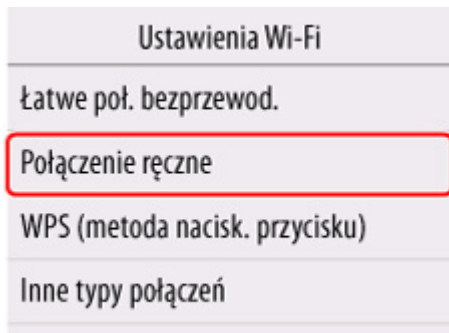 Ustawienia Wi-Fi
Łatwe poł. bezprzewod.
Połączenie ręczne
WPS (metoda nacisk. przycisku)
Inne typy połączeń